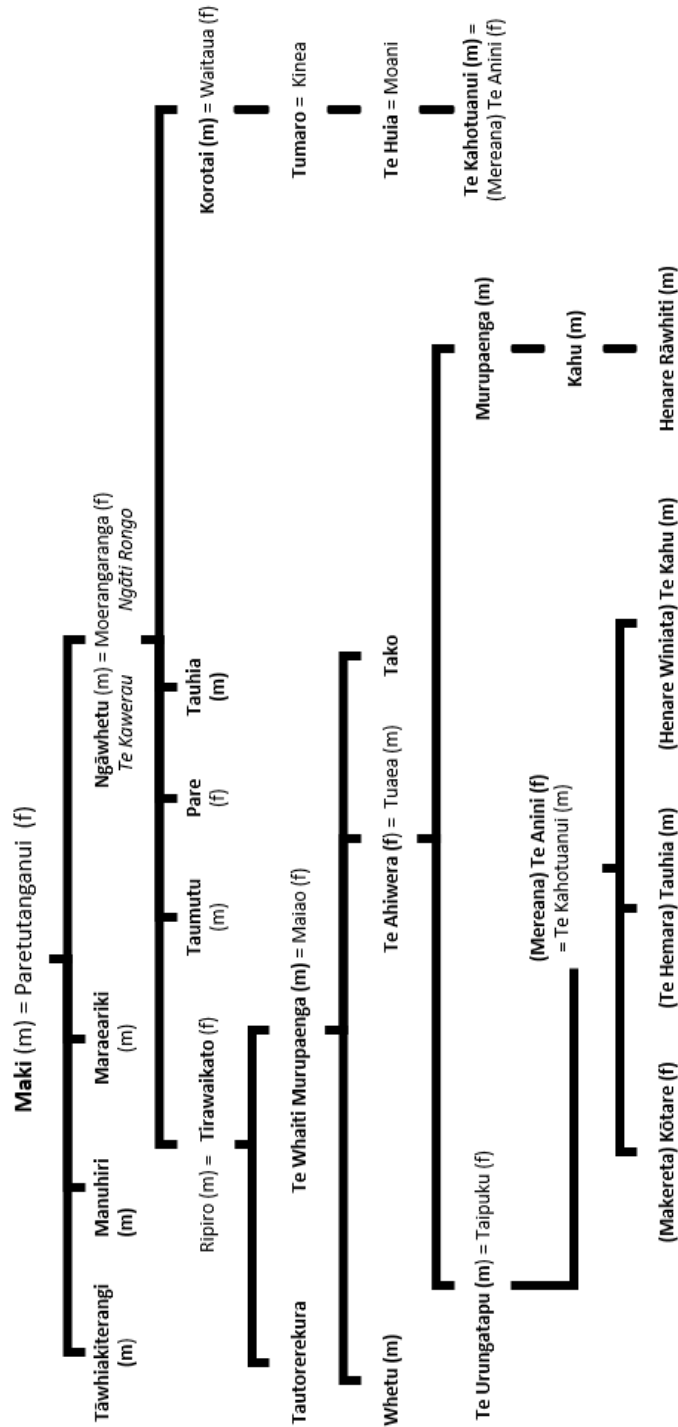 Maki (m) = Paretutanganui (f)
Tāwhiakiterangi
(m)
Manuhiri
(m)
Maraeariki
(m)
Ngāwhetu (m) = Moerangaranga (f)
Te Kawerau
Ngāti Rongo
Ripiro (m) = Tirawaikato (f)
Taumutu
(m)
Pare
(f)
Tauhia
(m)
Korotai (m) = Waitaua (f)
Tautorerekura
Te Whaiti Murupaenga (m) = Maiao (f)
Tumaro = Kinea
Whetu (m)
Te Ahiwera (f) = Tuaea (m)
Tako
Te Huia = Moani
Te Urungatapu (m) = Taipuku (f)
Murupaenga (m)
Te Kahotuanui (m) =
(Mereana) Te Anini (f)
(Mereana) Te Anini (f)
= Te Kahotuanui (m)
Kahu (m)
(Makereta) Kōtare (f)
(Te Hemara) Tauhia (m)
(Henare Winiata) Te Kahu (m)
Henare Rāwhiti (m)